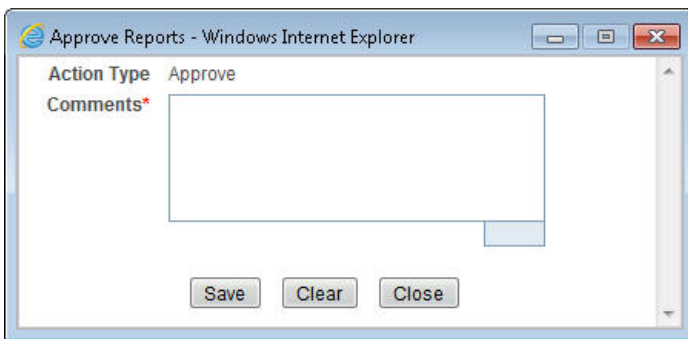 Approve Reports - Windows Internet Explorer
Action Type Approve
Comments*
Save Clear Close